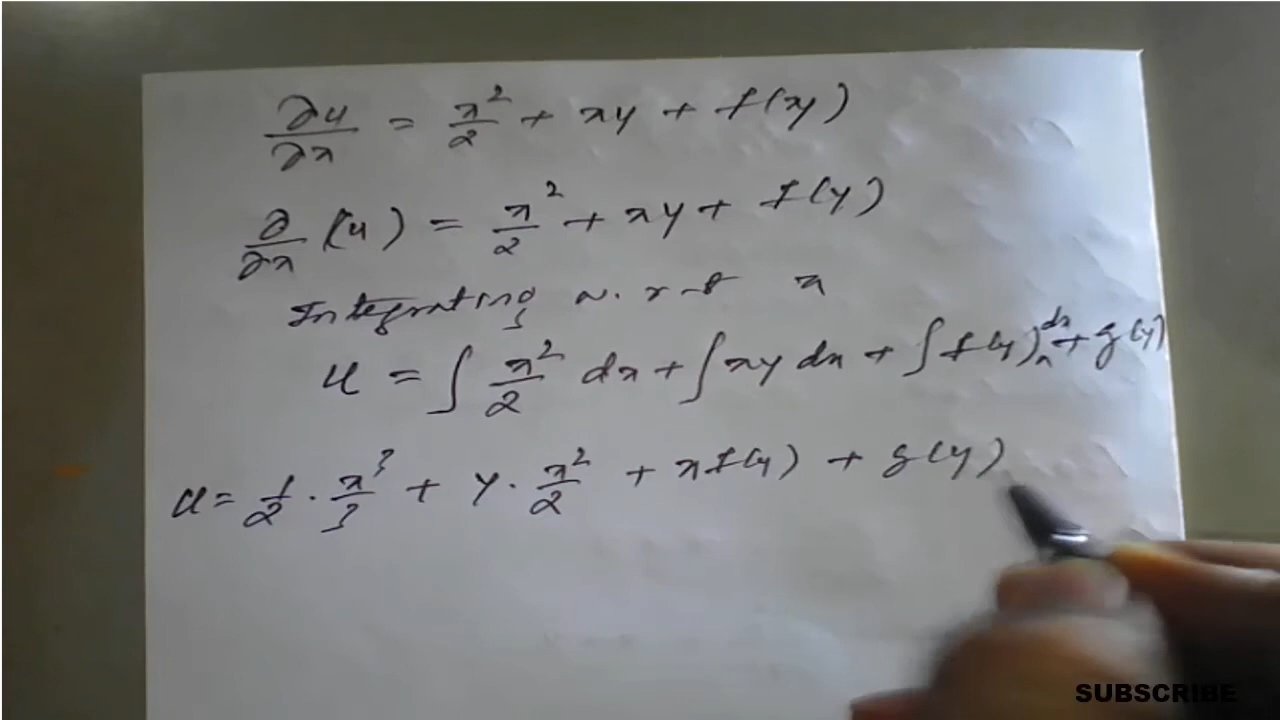 ∂u/∂x = x²/2 + xy + f(xy)
∂/∂x (u) = x²/2 + xy + f(y)
Integrating w.r.t x
u = ∫ x²/2 dx + ∫ xy dx + ∫ f(y) dx + g(y)
u = 1/2 · x³/3 + y · x²/2 + x f(y) + g(y)
SUBSCRIBE